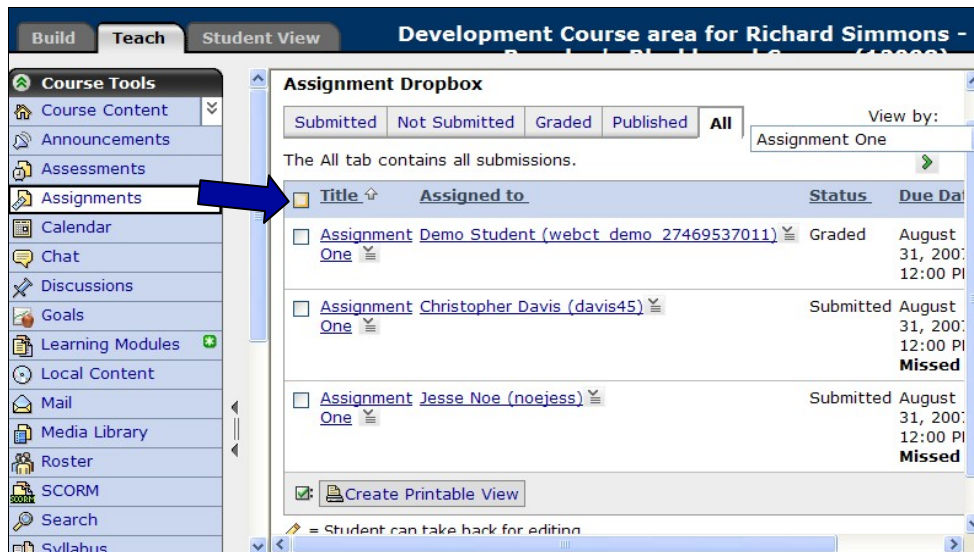 Build Teach Student View Development Course area for Richard Simmons -
Course Tools
Course Content
Announcements
Assessments
Assignments
Calendar
Chat
Discussions
Goals
Learning Modules
Local Content
Mail
Media Library
Roster
SCORM
Search
Syllabus
Assignment Dropbox
Submitted Not Submitted Graded Published All View by:
Assignment One
The All tab contains all submissions.
Title Assigned to Status Due Da
Assignment Demo Student (webct_demo_27469537011) Graded August
One 31, 200
12:00 P
Assignment Christopher Davis (davis45) Submitted August
One 31, 200
12:00 P
Missed
Assignment Jesse Noe (noejess) Submitted August
One 31, 200
12:00 P
Missed
Create Printable View
= Student can take back for editing